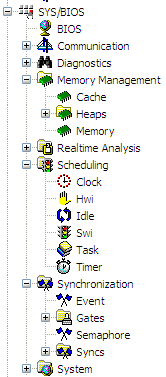 SYS/BIOS
BIOS
Communication
Diagnostics
Memory Management
Cache
Heaps
Memory
Realtime Analysis
Scheduling
Clock
Hwi
Idle
Swi
Task
Timer
Synchronization
Event
Gates
Semaphore
Syncs
System